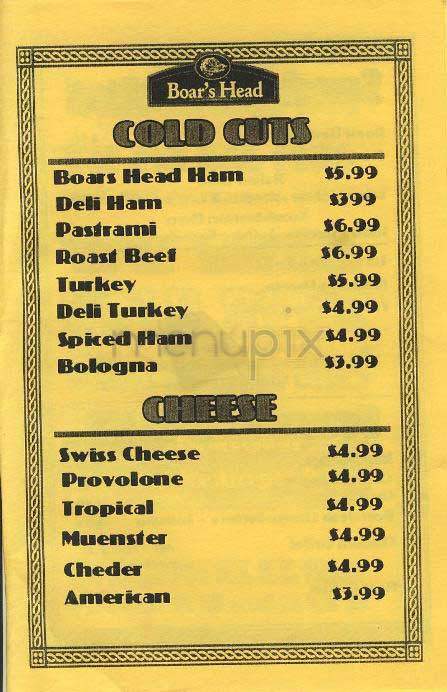 Boar's Head
COLD CUTS
Boars Head Ham $5.99
Deli Ham $399
Pastrami $6.99
Roast Beef $6.99
Turkey $5.99
Deli Turkey $4.99
Spiced Ham $4.99
menupix
Bologna $3.99
CHEESE
Swiss Cheese $4.99
Provolone $4.99
Tropical $4.99
Muenster $4.99
Cheder $4.99
American $3.99